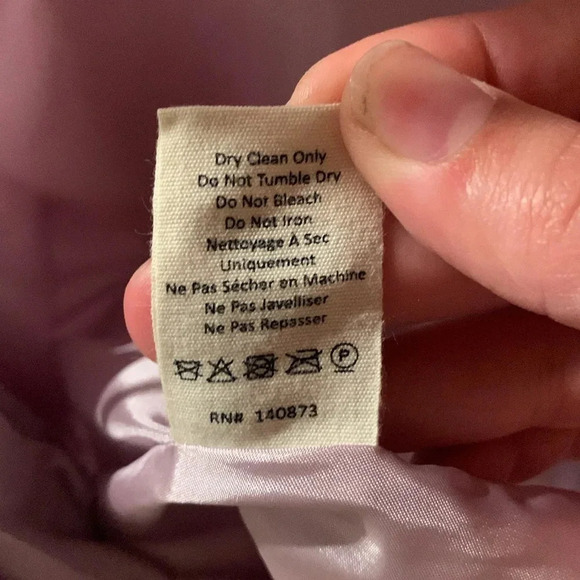 Dry Clean Only
Do Not Tumble Dry
Do Not Bleach
Do Not Iron
Nettoyage À Sec
Uniquement
Ne Pas Sécher en Machine
Ne Pas Javelliser
Ne Pas Repasser
P
RN# 140873